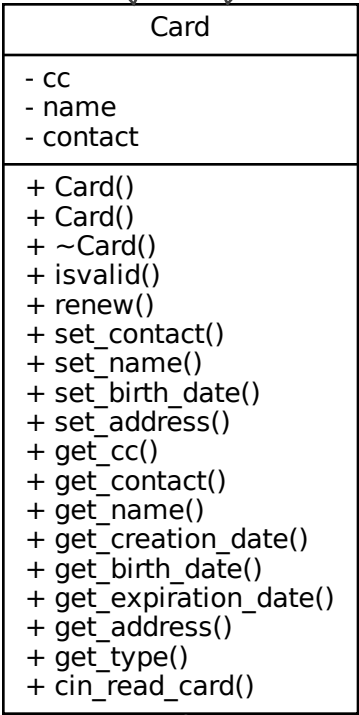 Card
- cc
- name
- contact
+ Card()
+ Card()
+ ~Card()
+ isvalid()
+ renew()
+ set_contact()
+ set_name()
+ set_birth_date()
+ set_address()
+ get_cc()
+ get_contact()
+ get_name()
+ get_creation_date()
+ get_birth_date()
+ get_expiration_date()
+ get_address()
+ get_type()
+ cin_read_card()